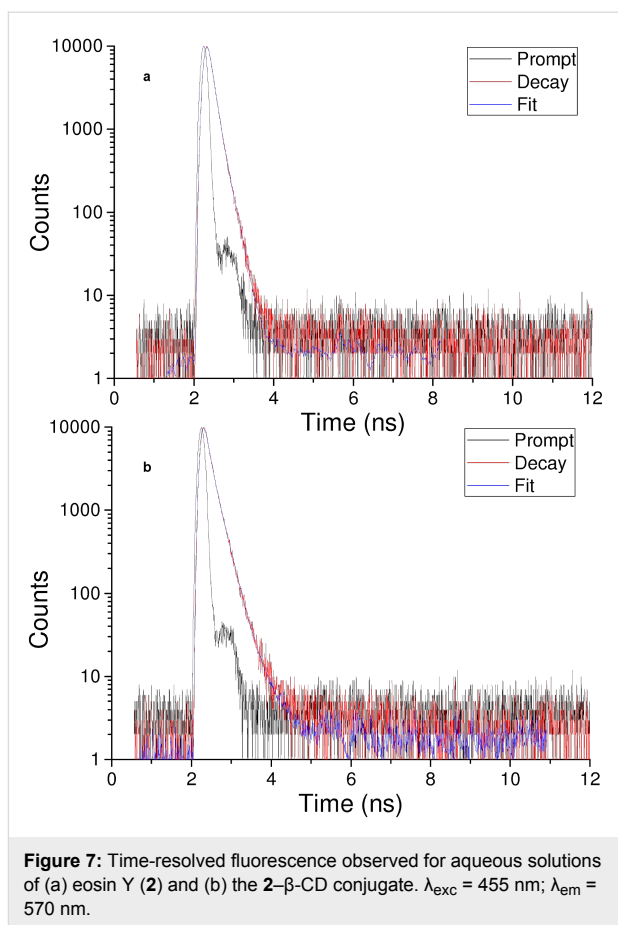 10000
1000
100
10
1
Counts
a
Prompt
Decay
Fit
0 2 4 6 8 10 12
Time (ns)
10000
1000
100
10
1
Counts
b
Prompt
Decay
Fit
0 2 4 6 8 10 12
Time (ns)
Figure 7: Time-resolved fluorescence observed for aqueous solutions
of (a) eosin Y (2) and (b) the 2–β-CD conjugate. λexc = 455 nm; λem =
570 nm.